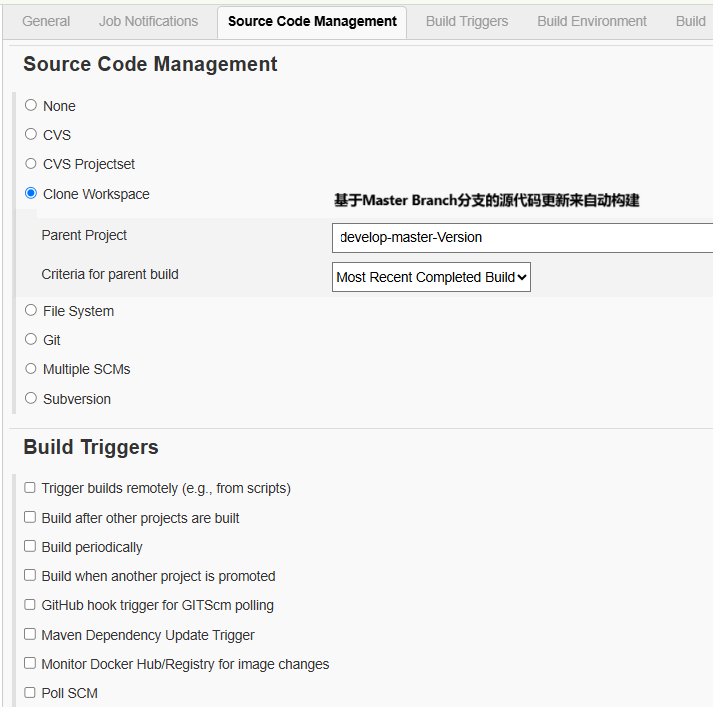 General Job Notifications Source Code Management Build Triggers Build Environment Build
Source Code Management
None
CVS
CVS Projectset
Clone Workspace
基于Master Branch分支的源代码更新来自动构建
Parent Project develop-master-Version
Criteria for parent build Most Recent Completed Build
File System
Git
Multiple SCMs
Subversion
Build Triggers
Trigger builds remotely (e.g., from scripts)
Build after other projects are built
Build periodically
Build when another project is promoted
GitHub hook trigger for GITScm polling
Maven Dependency Update Trigger
Monitor Docker Hub/Registry for image changes
Poll SCM